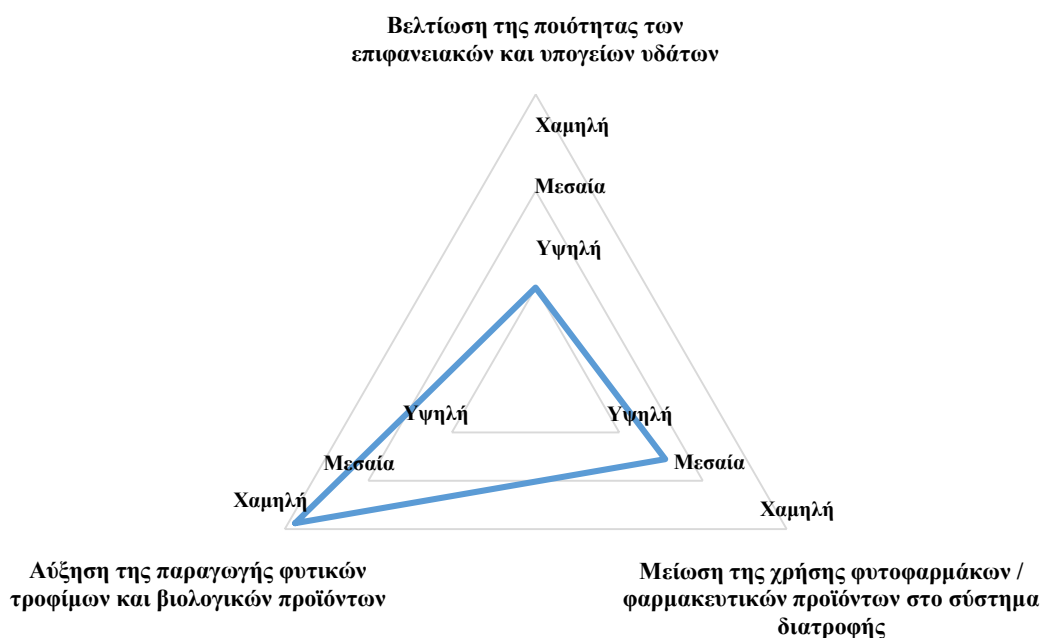 Βελτίωση της ποιότητας των
επιφανειακών και υπογείων υδάτων
Χαμηλή
Μεσαία
Υψηλή
Υψηλή
Υψηλή
Μεσαία
Μεσαία
Χαμηλή
Χαμηλή
Αύξηση της παραγωγής φυτικών
τροφίμων και βιολογικών προϊόντων
Μείωση της χρήσης φυτοφαρμάκων /
φαρμακευτικών προϊόντων στο σύστημα
διατροφής